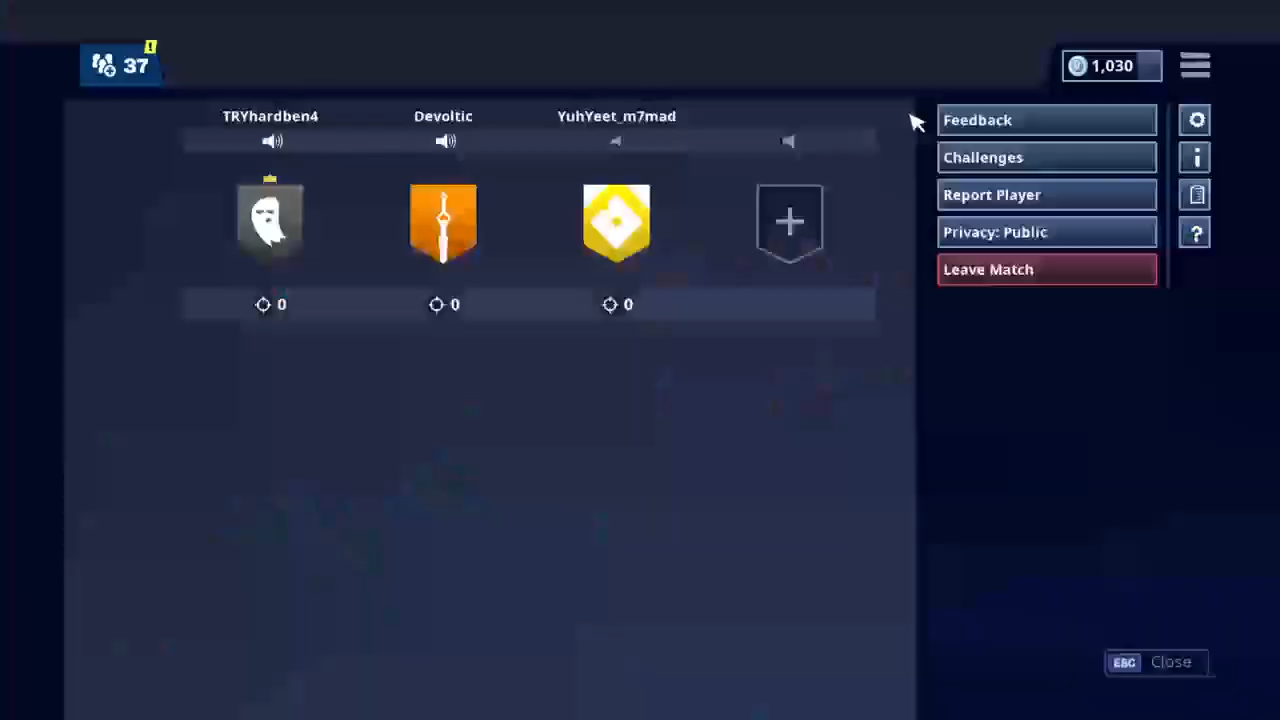 37
1,030
TRYhardben4
Devoltic
YuhYeet_m7mad
0
0
0
Feedback
Challenges
Report Player
Privacy: Public
Leave Match
ESC Close